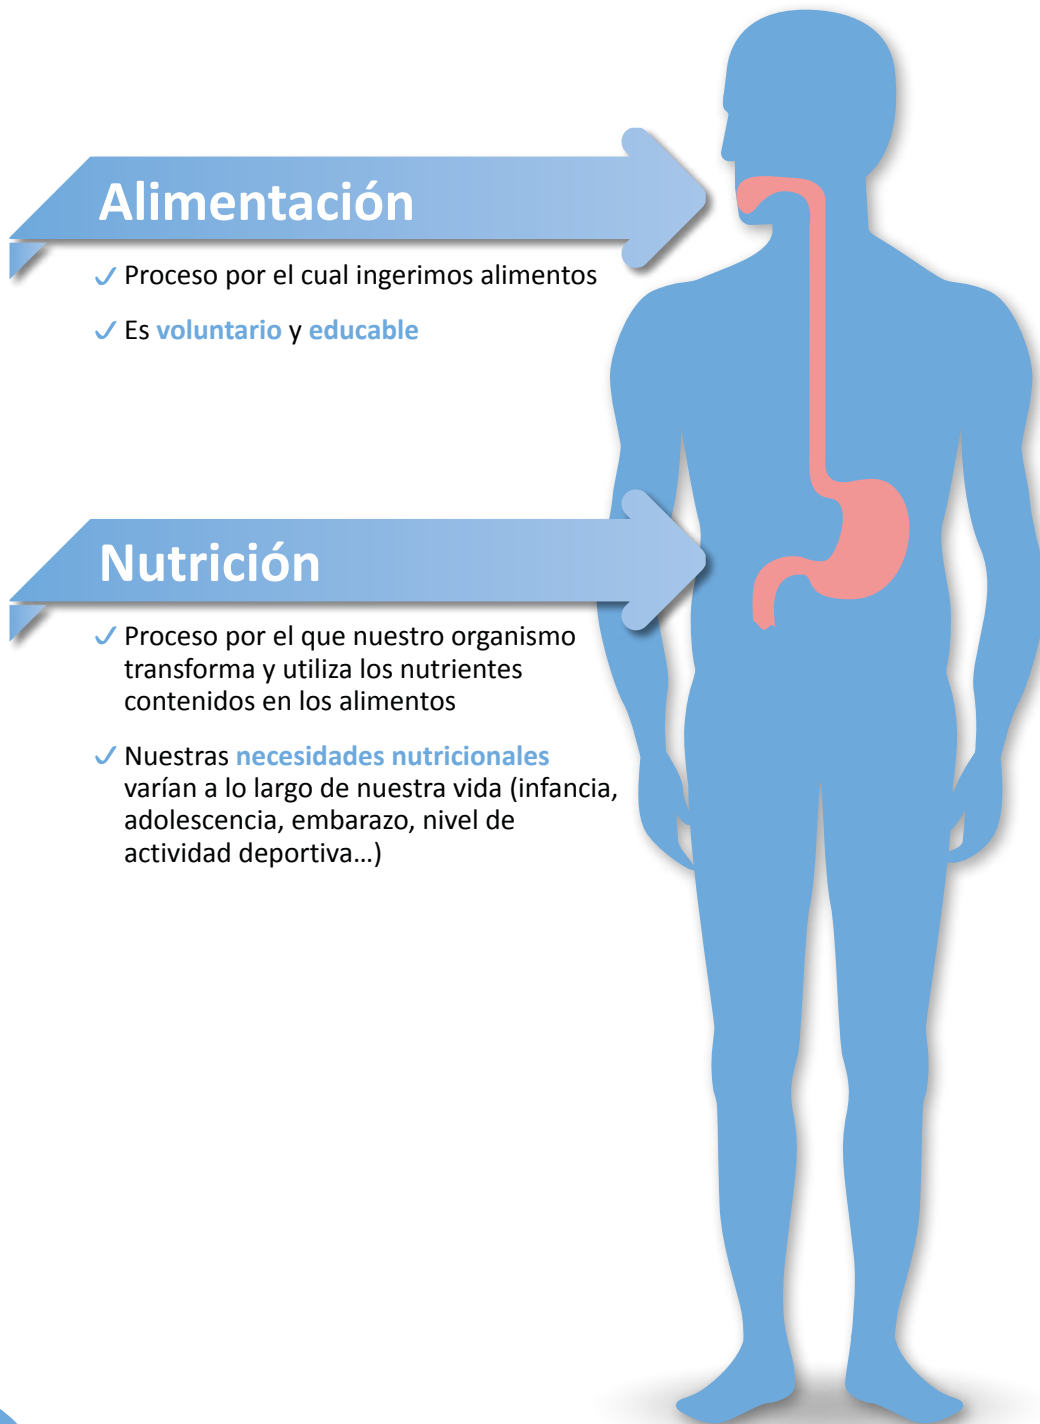 Alimentación
Proceso por el cual ingerimos alimentos
Es voluntario y educable
Nutrición
Proceso por el que nuestro organismo
transforma y utiliza los nutrientes
contenidos en los alimentos
Nuestras necesidades nutricionales
varían a lo largo de nuestra vida (infancia,
adolescencia, embarazo, nivel de
actividad deportiva...)